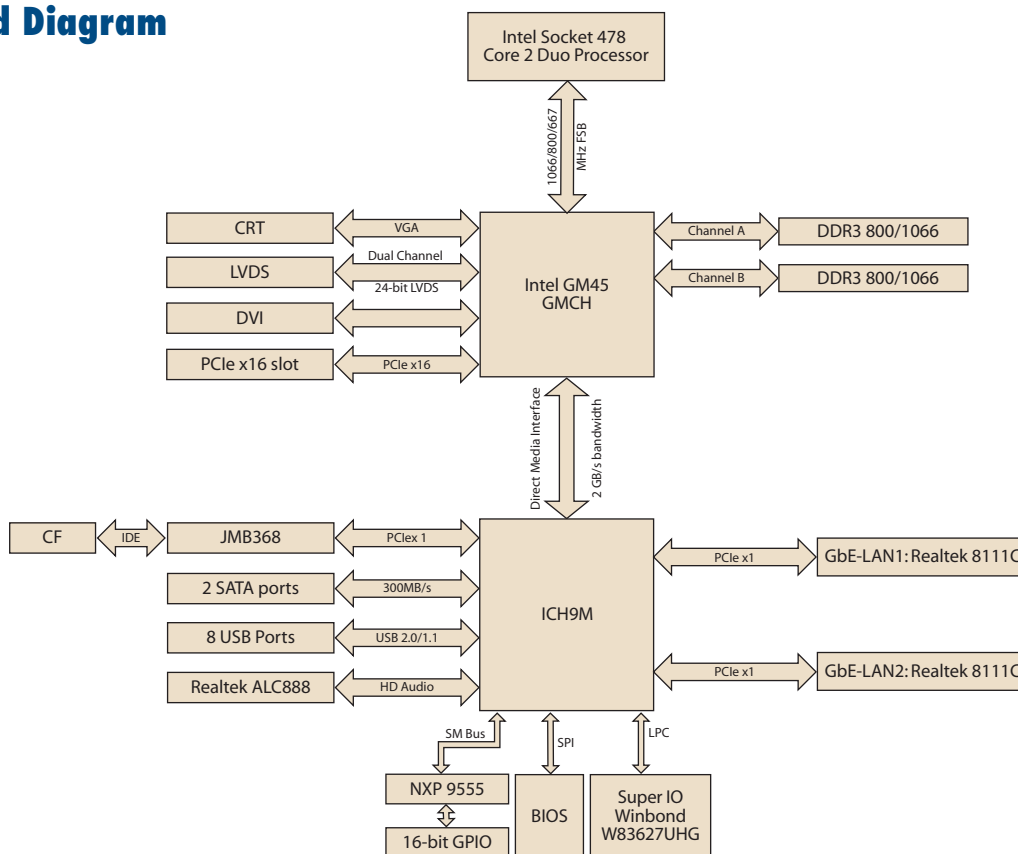 d Diagram
Intel Socket 478
Core 2 Duo Processor
1066/800/667
MHz FSB
CRT
VGA
LVDS
Dual Channel
24-bit LVDS
DVI
PCIe x16 slot
PCIe x16
Intel GM45
GMCH
Channel A
DDR3 800/1066
Channel B
DDR3 800/1066
Direct Media Interface
2 GB/s bandwidth
CF
IDE
JMB368
PCIex 1
2 SATA ports
300MB/s
8 USB Ports
USB 2.0/1.1
Realtek ALC888
HD Audio
ICH9M
PCIe x1
GbE-LAN1: Realtek 8111C
PCIe x1
GbE-LAN2: Realtek 8111C
SM Bus
SPI
LPC
NXP 9555
16-bit GPIO
BIOS
Super IO
Winbond
W83627UHG